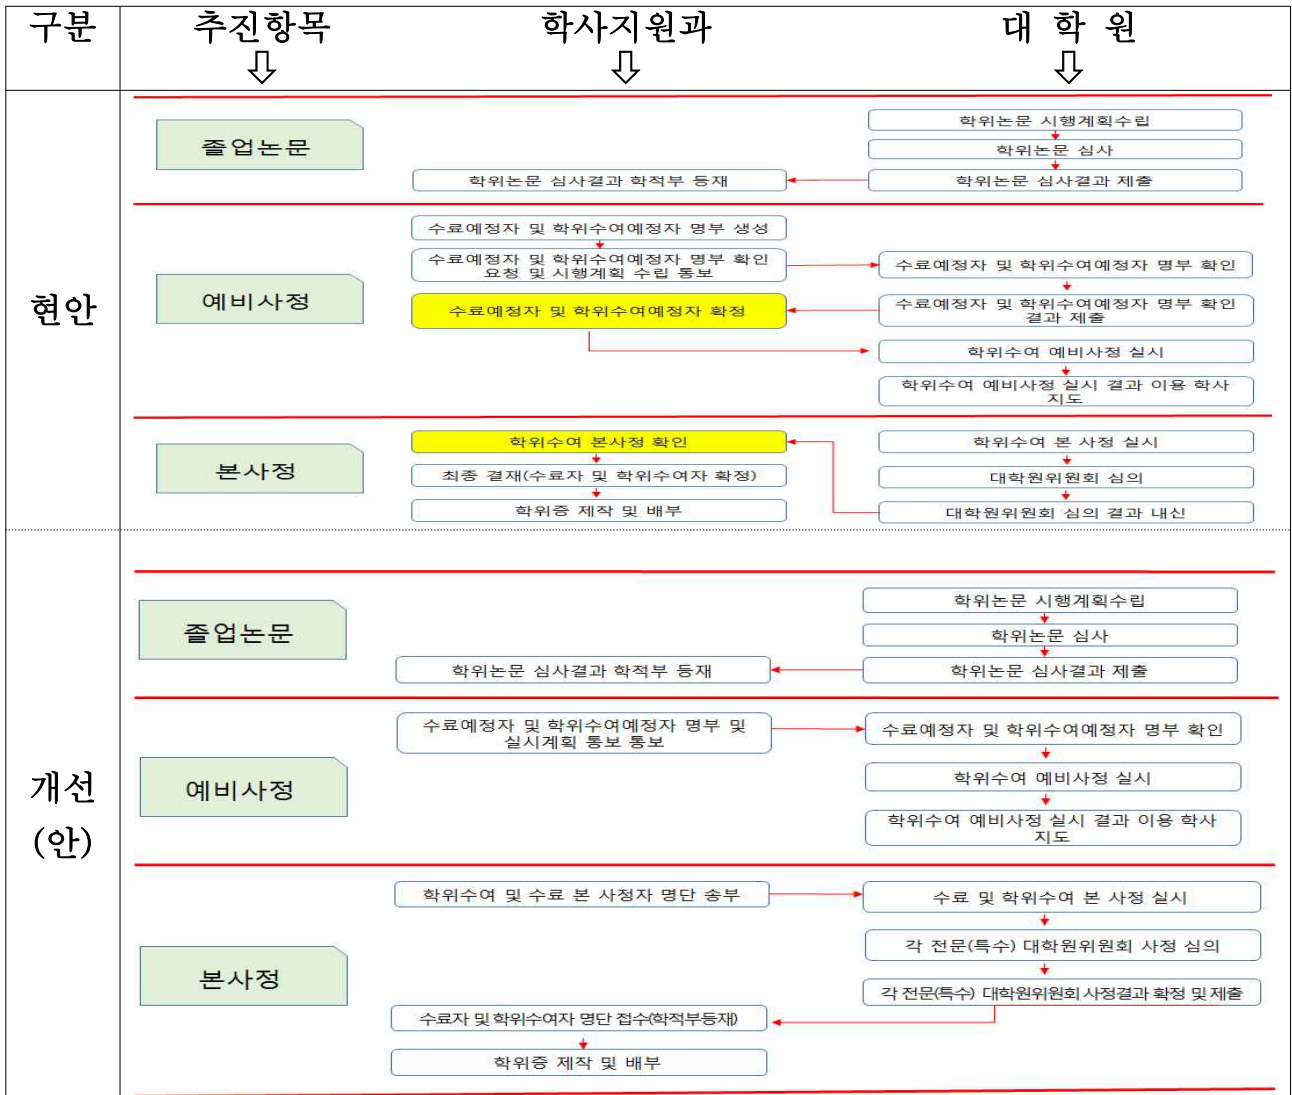 구분
추진항목
학사지원과
대 학 원
현안
졸업논문
학위논문 시행계획수립
학위논문 심사
학위논문 심사결과 학적부 등재
학위논문 심사결과 제출
예비사정
수료예정자 및 학위수여예정자 명부 생성
수료예정자 및 학위수여예정자 명부 확인
요청 및 시행계획 수립 통보
수료예정자 및 학위수여예정자 명부 확인
수료예정자 및 학위수여예정자 확정
수료예정자 및 학위수여예정자 명부 확인
결과 제출
학위수여 예비사정 실시
학위수여 예비사정 실시 결과 이용 학사
지도
본사정
학위수여 본사정 확인
학위수여 본 사정 실시
최종 결재(수료자 및 학위수여자 확정)
대학원위원회 심의
학위증 제작 및 배부
대학원위원회 심의 결과 내신
개선
(안)
졸업논문
학위논문 시행계획수립
학위논문 심사
학위논문 심사결과 학적부 등재
학위논문 심사결과 제출
예비사정
수료예정자 및 학위수여예정자 명부 및
실시계획 통보 통보
수료예정자 및 학위수여예정자 명부 확인
학위수여 예비사정 실시
학위수여 예비사정 실시 결과 이용 학사
지도
본사정
학위수여 및 수료 본 사정자 명단 송부
수료 및 학위수여 본 사정 실시
각 전문(특수) 대학원위원회 사정 심의
각 전문(특수) 대학원위원회 사정결과 확정 및 제출
수료자 및 학위수여자 명단 접수(학적부등재)
학위증 제작 및 배부